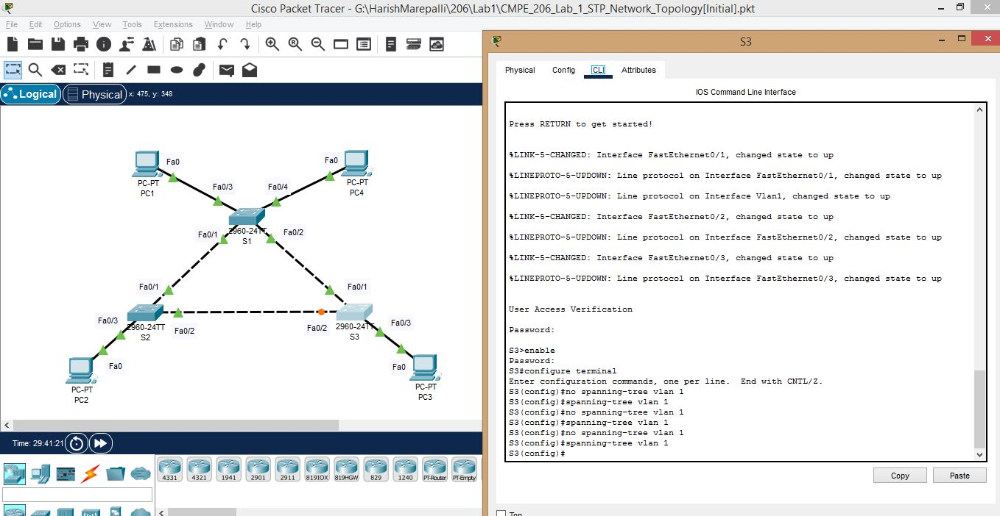 Cisco Packet Tracer - G:\HarishMarepalli\206\Lab1\CMPE_206_Lab_1_STP_Network_Topology[Initial].pkt
File Edit Options View Tools Extensions Window Help
Logical Physical x: 475, y: 348
Fa0
PC-PT
PC1
Fa0
PC-PT
PC4
Fa0/3
Fa0/4
2960-24TT
S1
Fa0/1
Fa0/2
Fa0/1
Fa0/1
2960-24TT
S2
Fa0/3
Fa0/2
Fa0/2
2960-24TT
S3
Fa0/3
Fa0
PC-PT
PC2
Fa0
PC-PT
PC3
Time: 29:41:21
4331 4321 1941 2901 2911 819IOX 819HGW 829 1240 PT-Router PT-Empty
S3
Physical Config CLI Attributes
IOS Command Line Interface
Press RETURN to get started!
%LINK-5-CHANGED: Interface FastEthernet0/1, changed state to up
%LINEPROTO-5-UPDOWN: Line protocol on Interface FastEthernet0/1, changed state to up
%LINEPROTO-5-UPDOWN: Line protocol on Interface Vlan1, changed state to up
%LINK-5-CHANGED: Interface FastEthernet0/2, changed state to up
%LINEPROTO-5-UPDOWN: Line protocol on Interface FastEthernet0/2, changed state to up
%LINK-5-CHANGED: Interface FastEthernet0/3, changed state to up
%LINEPROTO-5-UPDOWN: Line protocol on Interface FastEthernet0/3, changed state to up
User Access Verification
Password:
S3>enable
Password:
S3#configure terminal
Enter configuration commands, one per line.  End with CNTL/Z.
S3(config)#no spanning-tree vlan 1
S3(config)#spanning-tree vlan 1
S3(config)#no spanning-tree vlan 1
S3(config)#spanning-tree vlan 1
S3(config)#no spanning-tree vlan 1
S3(config)#spanning-tree vlan 1
S3(config)#
Copy Paste
Top